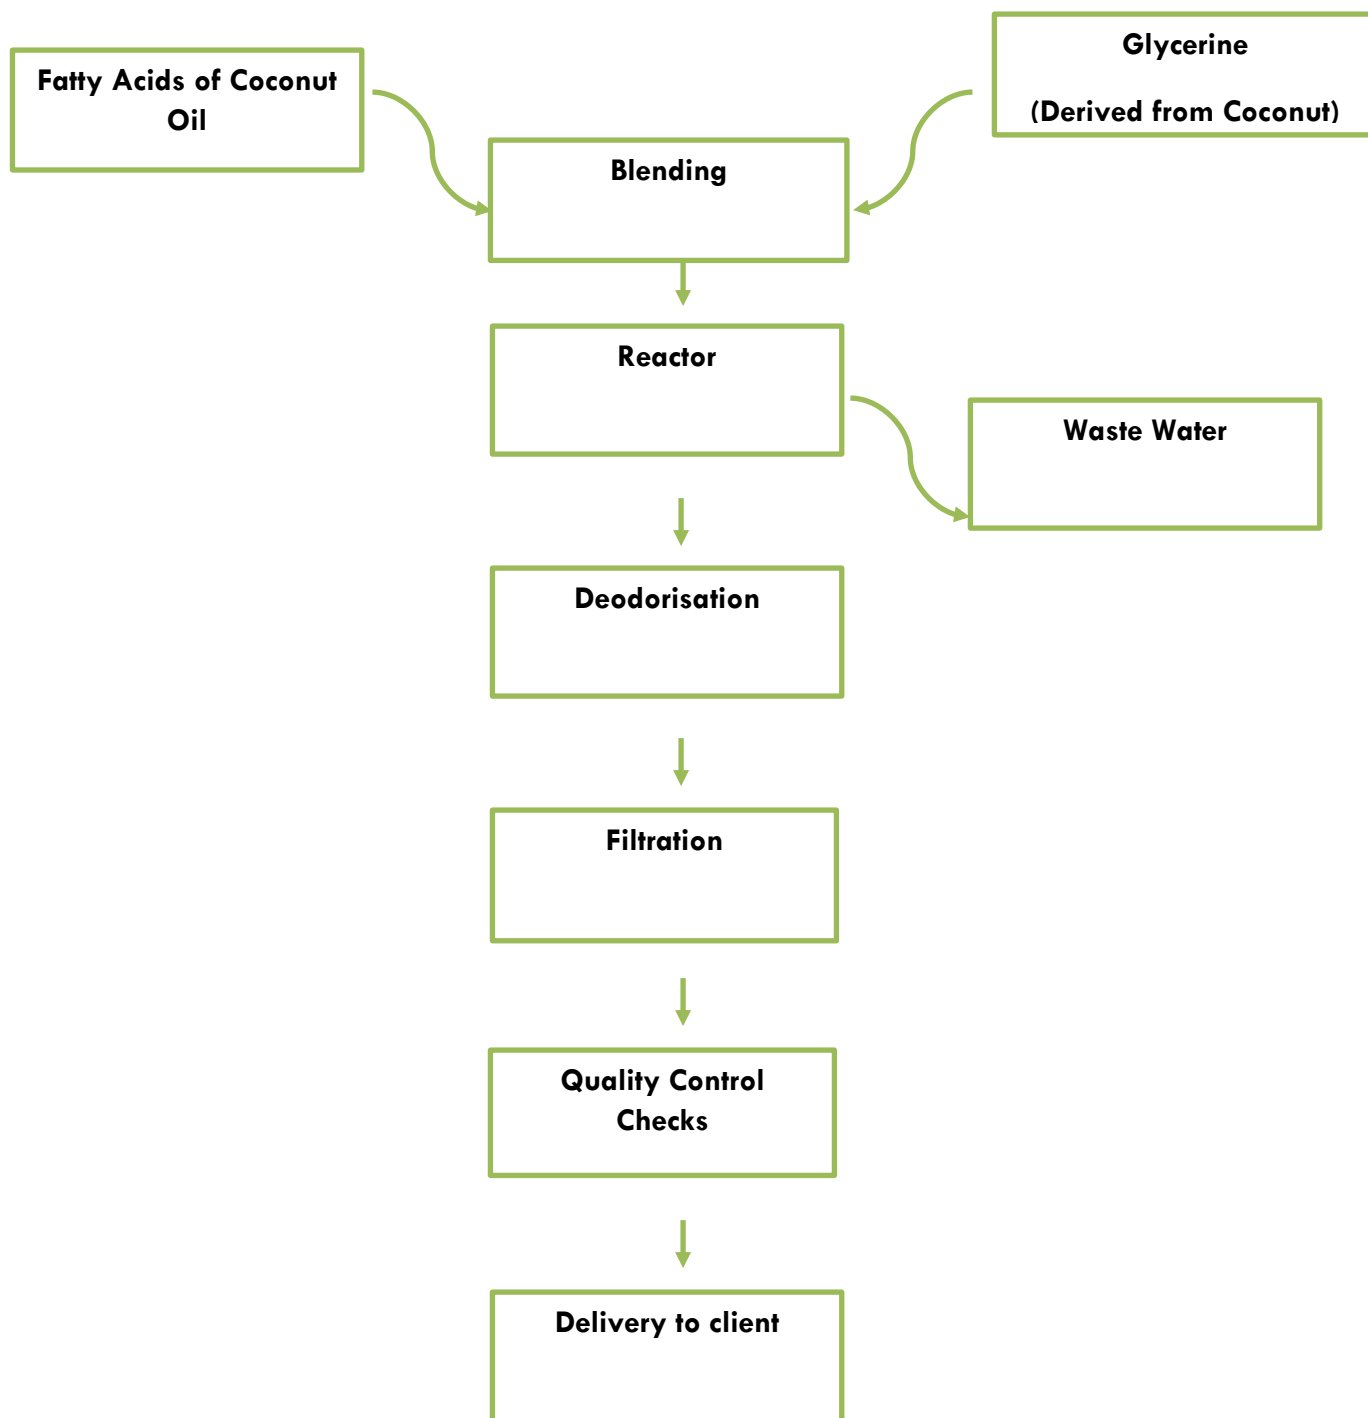 Fatty Acids of Coconut
Oil
Glycerine
(Derived from Coconut)
Blending
Reactor
Waste Water
Deodorisation
Filtration
Quality Control
Checks
Delivery to client